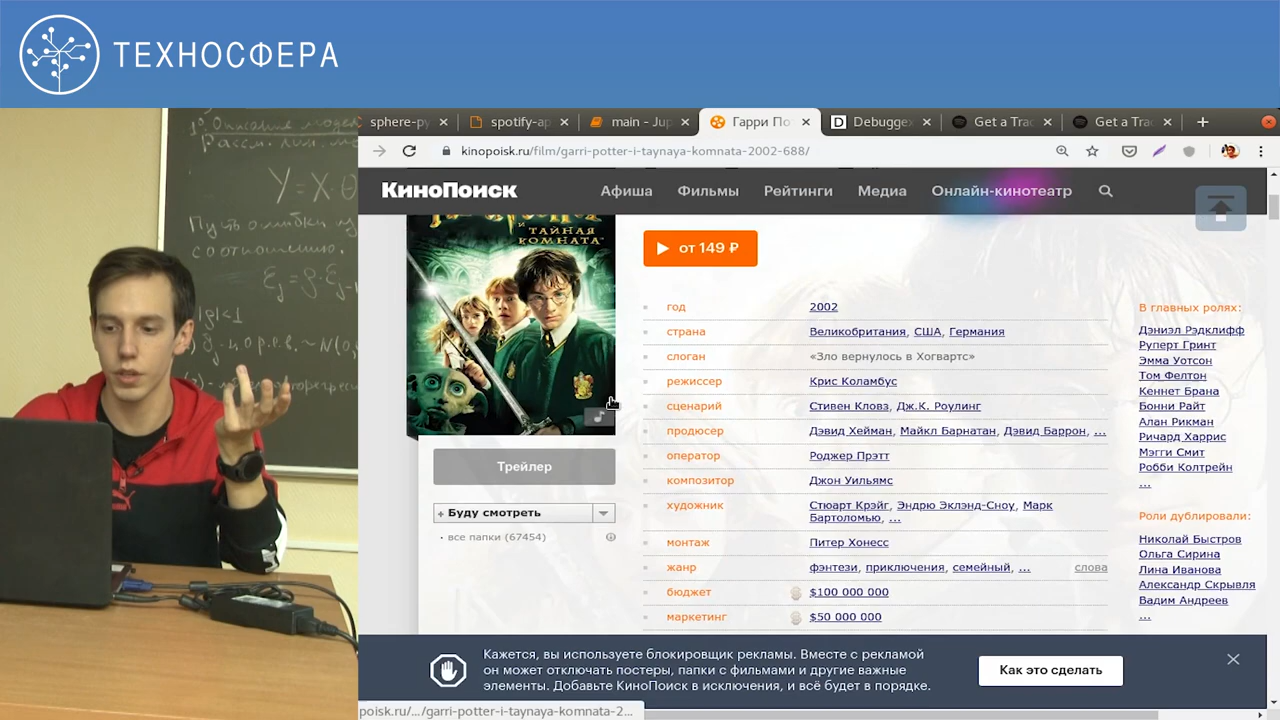 ТЕХНОСФЕРА
sphere-py
spotify-ap
main - Jup
Гарри По
Debugge
Get a Trac
Get a Trac
kinopoisk.ru/film/garri-potter-i-taynaya-komnata-2002-688/
КиноПоиск
Афиша
Фильмы
Рейтинги
Медиа
Онлайн-кинотеатр
И ТАЙНАЯ
КОМНАТА
от 149 ₽
год 2002
страна Великобритания, США, Германия
слоган «Зло вернулось в Хогвартс»
режиссер Крис Коламбус
сценарий Стивен Кловз, Дж.К. Роулинг
продюсер Дэвид Хейман, Майкл Барнатан, Дэвид Баррон, ...
оператор Роджер Прэтт
композитор Джон Уильямс
художник Стюарт Крэйг, Эндрю Эклэнд-Сноу, Марк
Бартоломью, ...
монтаж Питер Хонесс
жанр фэнтези, приключения, семейный, ... слова
бюджет $100 000 000
маркетинг $50 000 000
Трейлер
+ Буду смотреть
• все папки (67454)
В главных ролях:
Дэниэл Рэдклифф
Руперт Гринт
Эмма Уотсон
Том Фелтон
Кеннет Брана
Бонни Райт
Алан Рикман
Ричард Харрис
Мэгги Смит
Робби Колтрейн
...
Роли дублировали:
Николай Быстров
Ольга Сирина
Лина Иванова
Александр Скрывля
Вадим Андреев
...
Кажется, вы используете блокировщик рекламы. Вместе с рекламой
он может отключать постеры, папки с фильмами и другие важные
элементы. Добавьте КиноПоиск в исключения, и всё будет в порядке.
Как это сделать
poisk.ru/.../garri-potter-i-taynaya-komnata-2...
Y = X · θ
Пусть ошибки
соотношению.